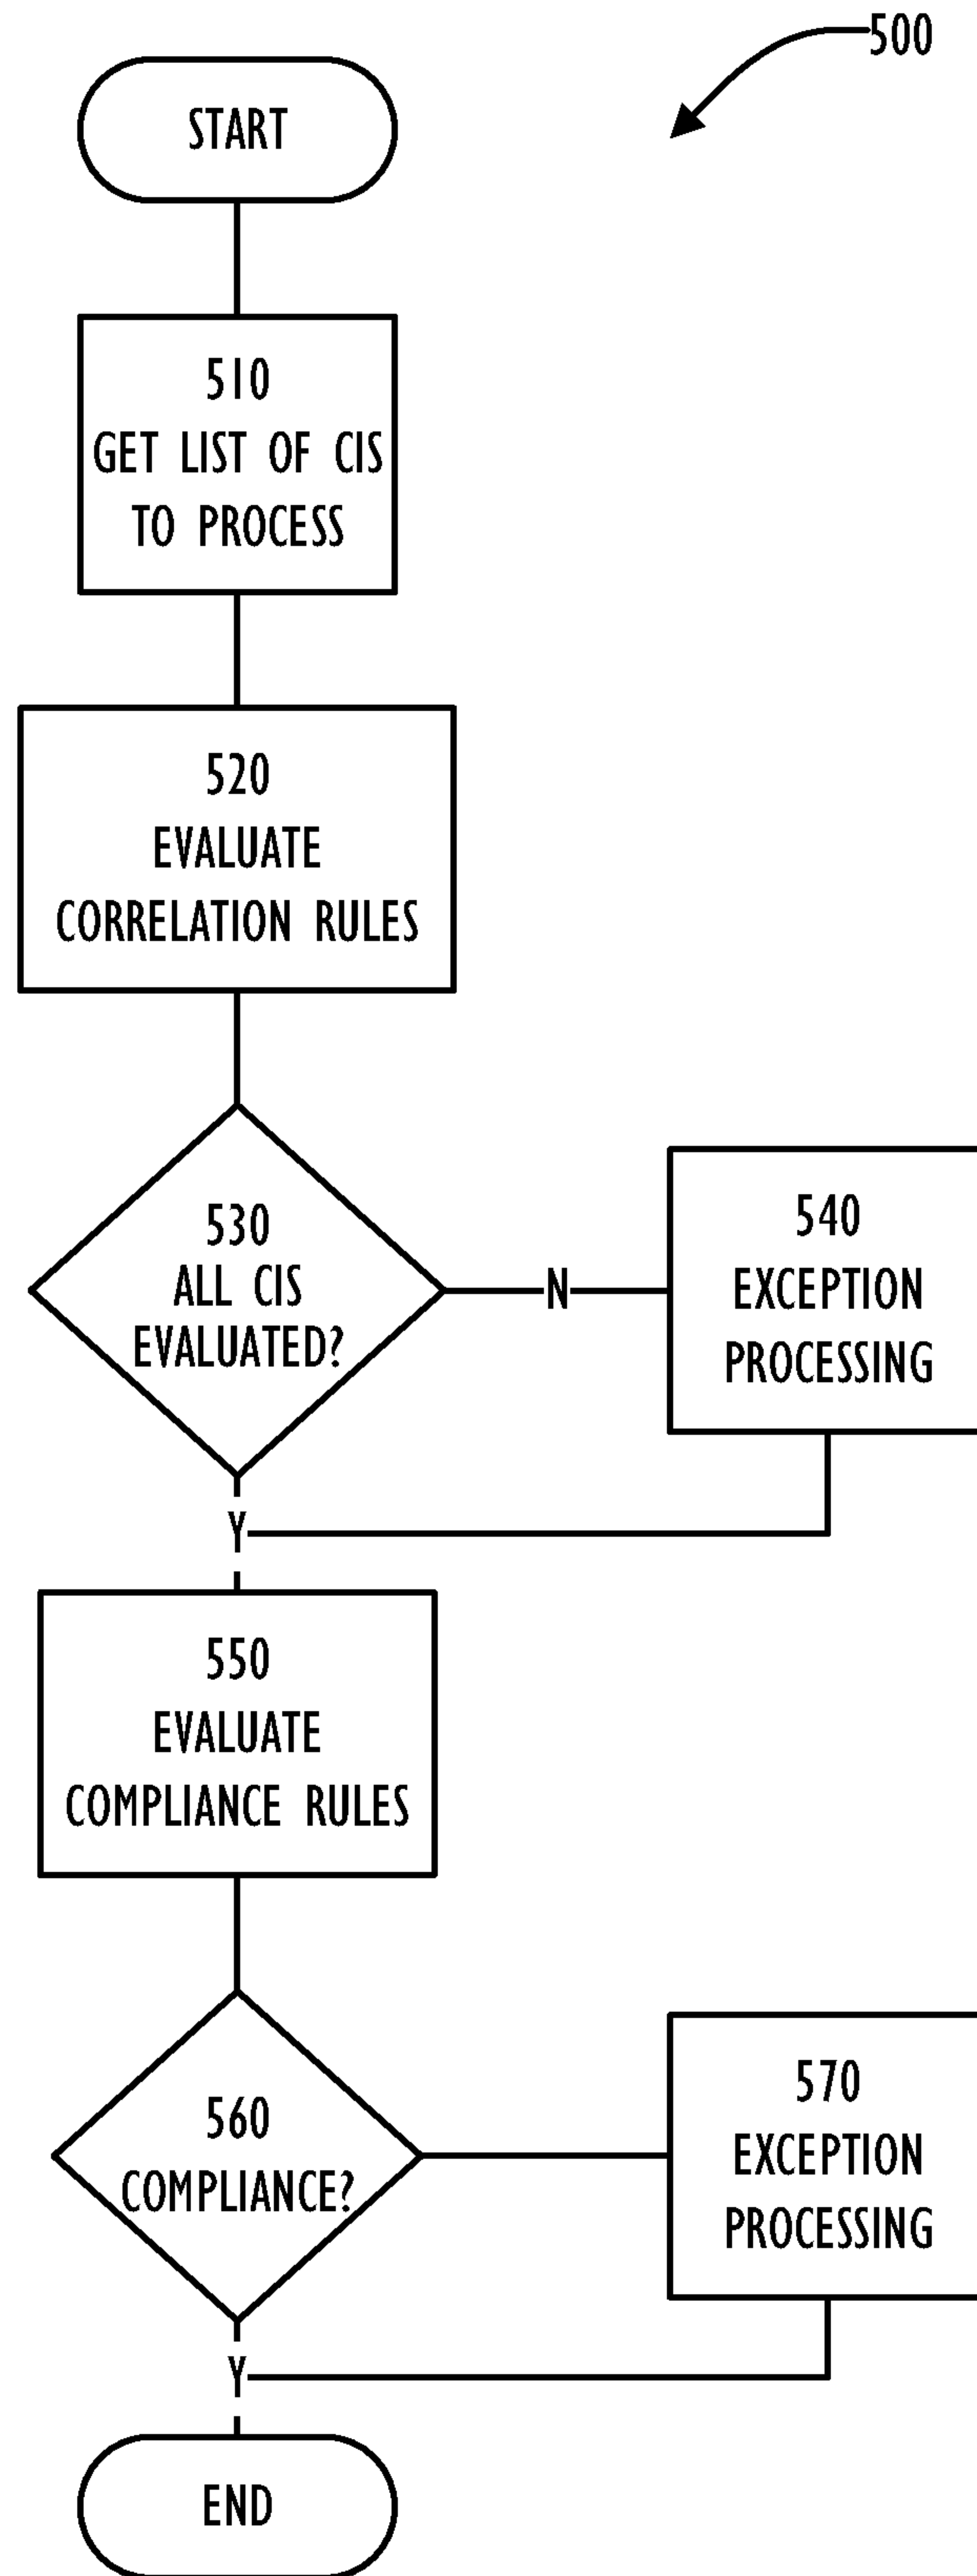 500
START
510
GET LIST OF CIS
TO PROCESS
520
EVALUATE
CORRELATION RULES
530
ALL CIS
EVALUATED?
N
540
EXCEPTION
PROCESSING
Y
550
EVALUATE
COMPLIANCE RULES
560
COMPLIANCE?
570
EXCEPTION
PROCESSING
Y
END